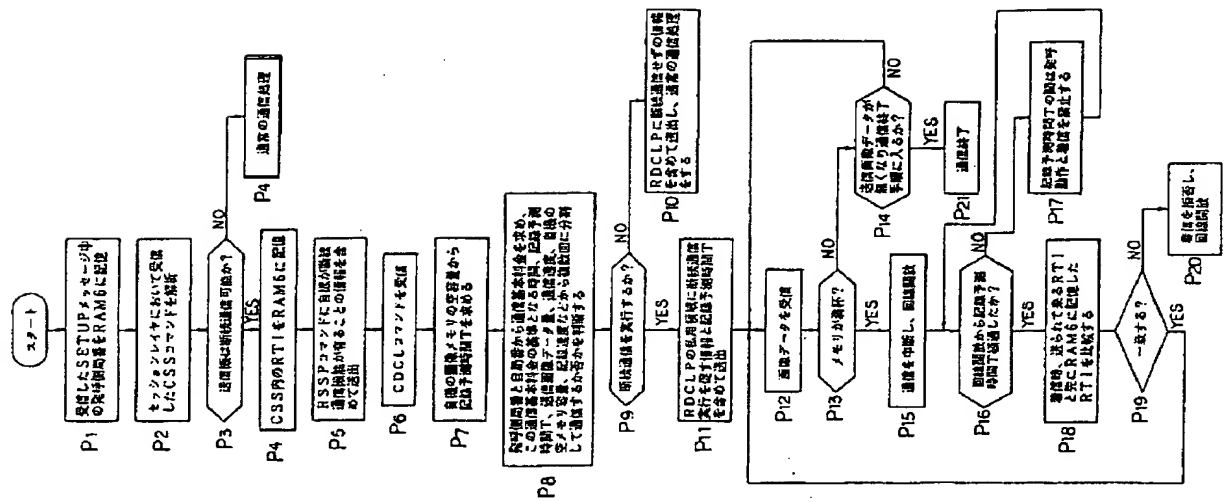 スタート
受信したSETUPメッセージ中
の発呼側局番をRAM6に記憶
P1
セッションレイヤにおいて受信
したCSSコマンドを解析
P2
送信機は断続通信可能か?
P3
NO
通常の通信処理
P4
YES
CSS内のRTIをRAM6に記憶
P4
RSSPコマンドに自機が断続
通信機能が有ることの情報を含
めて送出
P5
CDCLコマンドを受信
P6
自機の画像メモリの空容量から
記録予測時間Tを求める
P7
発呼側局番と自局番から通信基本料金を求め、
この通信基本料金の基準となる時間、記録予測
時間T、送信画像データ量、通信速度、自機の
空メモリ容量、記録速度などから複数回に分割
して通信するか否かを判断する
P8
断続通信を実行するか?
P9
NO
RDCLPに断続通信せずの情報
を含めて送出し、通常の通信処理
をする
P10
YES
RDCLPの私用領域に断続通信
実行を促す情報と記録予測時間T
を含めて送出
P11
画像データを受信
P12
メモリが満杯?
P13
NO
送信画像データが
無くなり通信終了
手順に入るか?
P14
NO
YES
通信終了
P21
YES
通信を中断し、回線開放
P15
回線開放から記録予測
時間T経過したか?
P16
NO
記録予測時間Tの間は発呼
動作と着信を禁止する
P17
YES
着信時、送られて来るRTI
と先にRAM6に記憶した
RTIを比較する
P18
一致する?
P19
NO
着信を拒否し、
回線開放
P20
YES